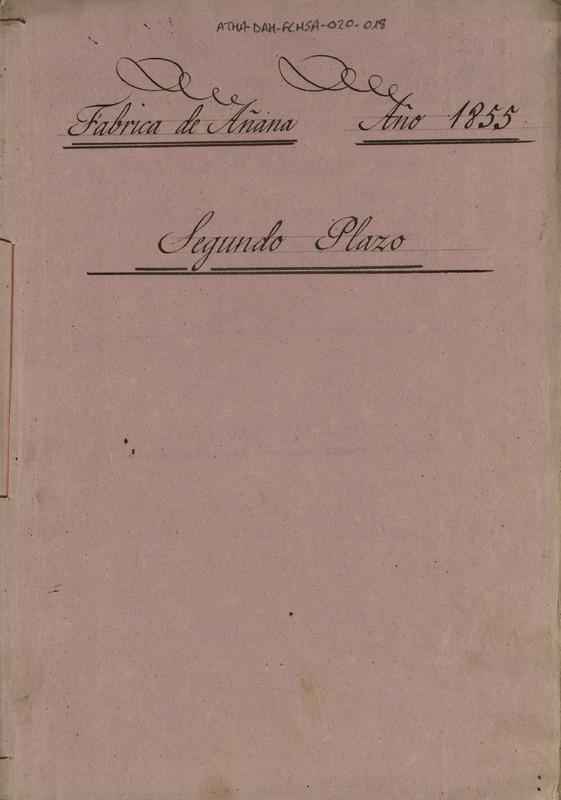 ATHA-DAH-FCHSA-020-018
Fabrica de Añana Año 1855
Segundo Plazo